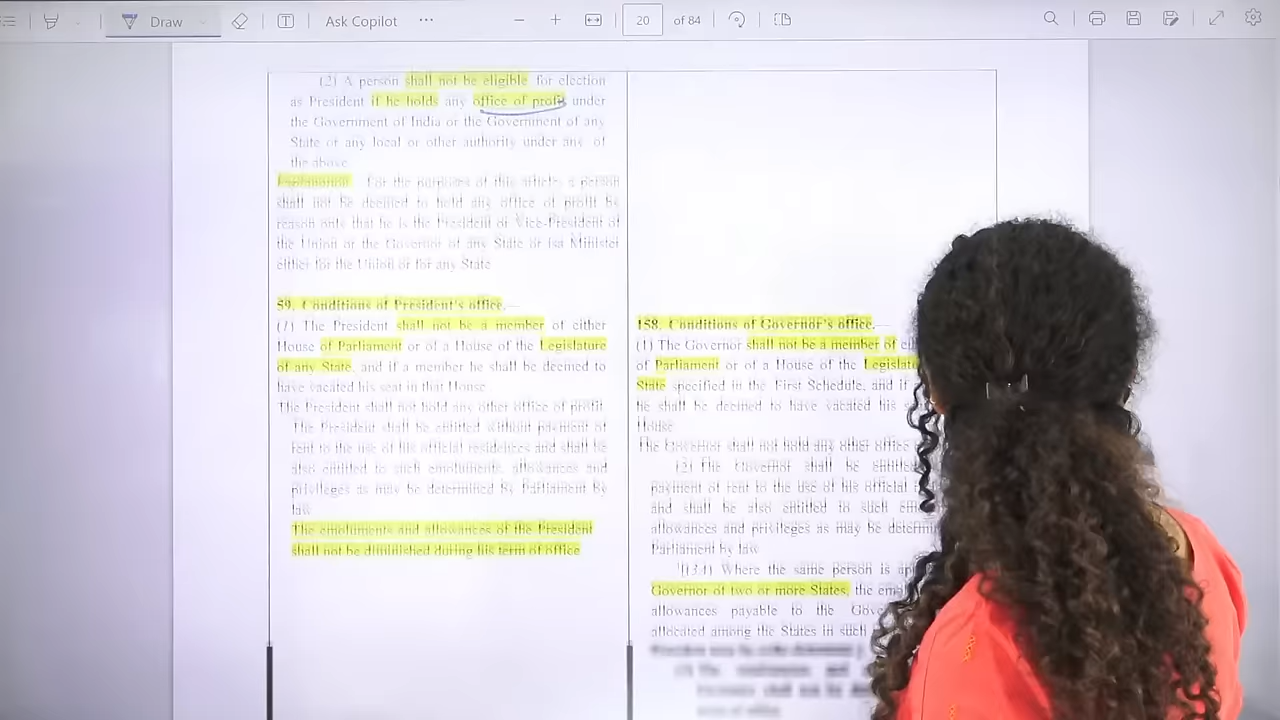 Draw
Ask Copilot
20 of 84
(2) A person shall not be eligible for election
as President if he holds any office of profit under
the Government of India or the Government of any
State or any local or other authority under any of
the above
Explanation For the purposes of this article, a person
shall not be deemed to hold any office of profit by
reason only that he is the President or Vice-President of
the Union or the Governor of any State or isa Minister
either for the Union or for any State
59. Conditions of President's office.—
(1) The President shall not be a member of either
House of Parliament or of a House of the Legislature
of any State, and if a member he shall be deemed to
have vacated his seat in that House
The President shall not hold any other office of profit
The President shall be entitled without payment of
rent to the use of his official residences and shall be
also entitled to such emoluments, allowances and
privileges as may be determined by Parliament by
law
The emoluments and allowances of the President
shall not be diminished during his term of office
158. Conditions of Governor's office.—
(1) The Governor shall not be a member of
of Parliament or of a House of the
State specified in the First Schedule, and if
he shall be deemed to have vacated his
House
The Governor shall not hold any other office
(2) The Governor shall be
payment of rent to the use of his official
and shall be also entitled to such
allowances and privileges as may be
Parliament by law
(3A) Where the same person is
Governor of two or more States, the
allowances payable to the
allocated among the States in such